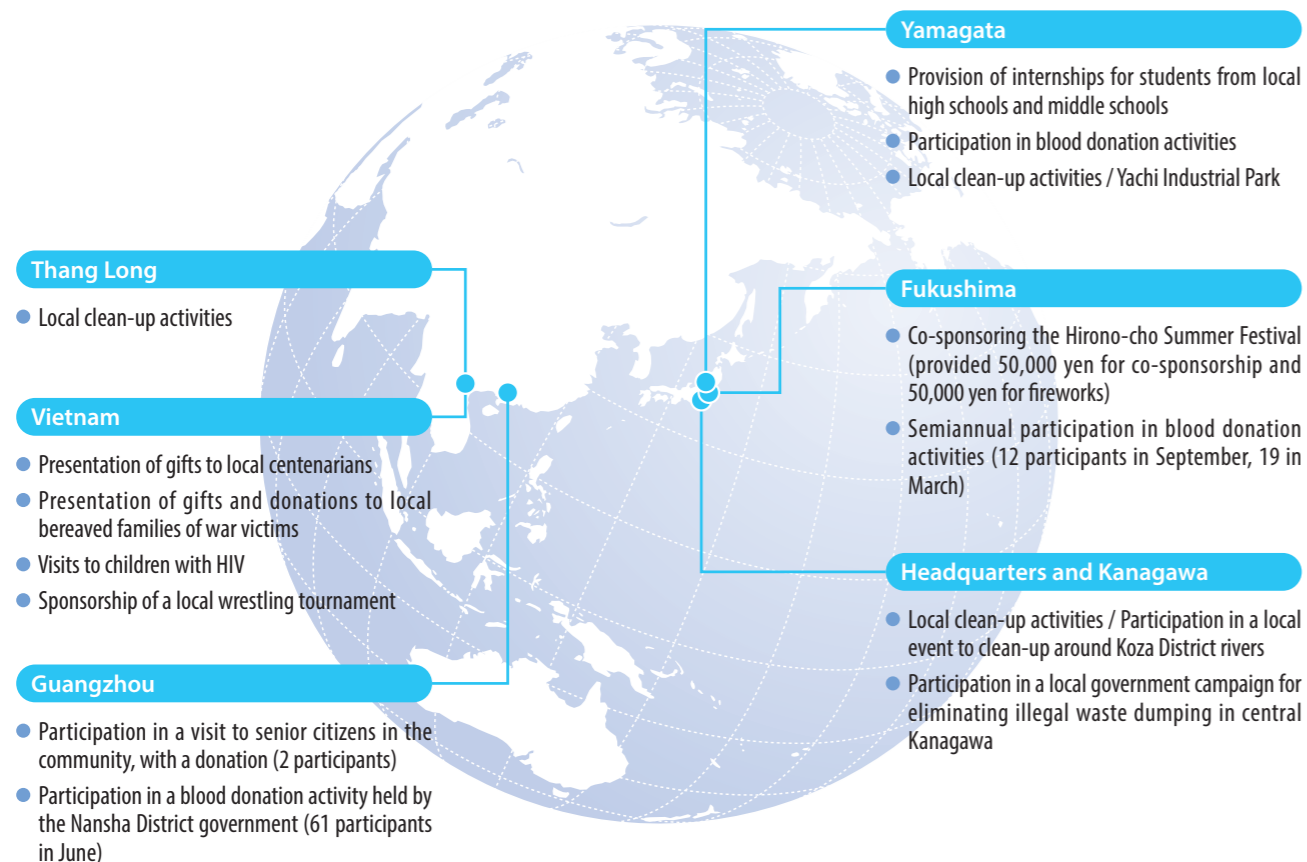 Thang Long
Local clean-up activities
Vietnam
Presentation of gifts to local centenarians
Presentation of gifts and donations to local
bereaved families of war victims
Visits to children with HIV
Sponsorship of a local wrestling tournament
Guangzhou
Participation in a visit to senior citizens in the
community, with a donation (2 participants)
Participation in a blood donation activity held by
the Nansha District government (61 participants
in June)
Yamagata
Provision of internships for students from local
high schools and middle schools
Participation in blood donation activities
Local clean-up activities / Yachi Industrial Park
Fukushima
Co-sponsoring the Hirono-cho Summer Festival
(provided 50,000 yen for co-sponsorship and
50,000 yen for fireworks)
Semiannual participation in blood donation
activities (12 participants in September, 19 in
March)
Headquarters and Kanagawa
Local clean-up activities / Participation in a local
event to clean-up around Koza District rivers
Participation in a local government campaign for
eliminating illegal waste dumping in central
Kanagawa